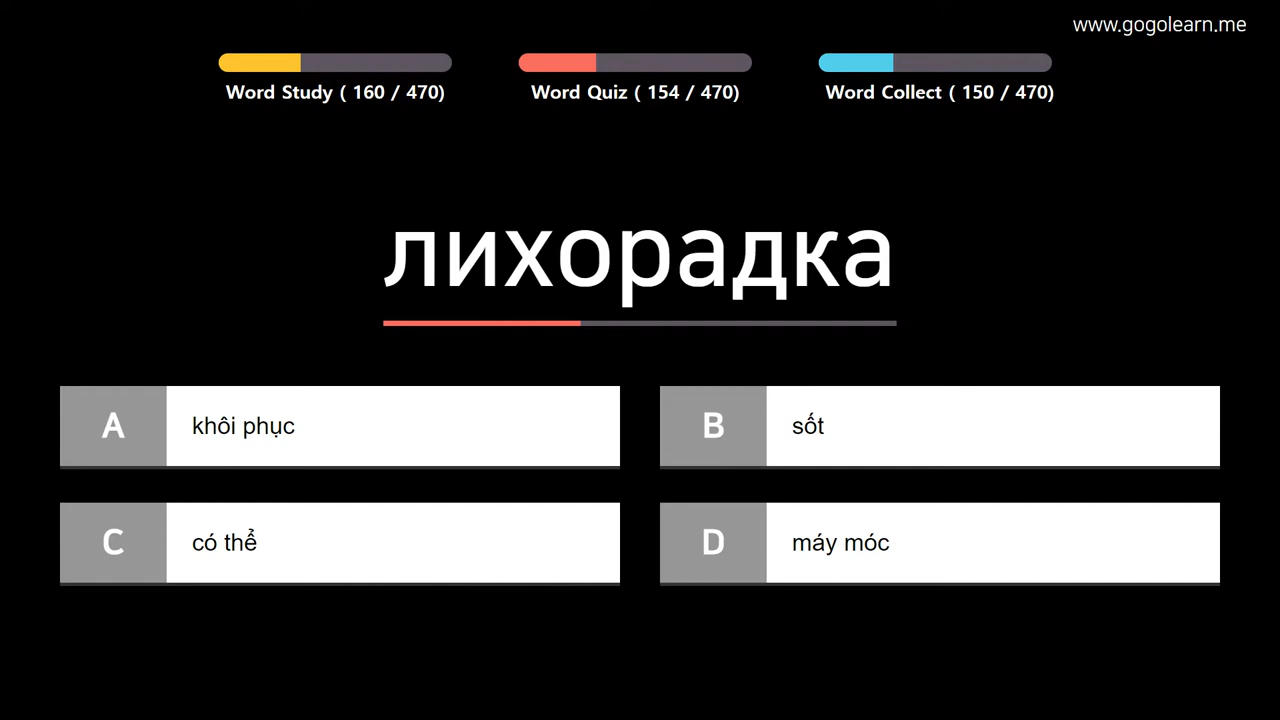 www.gogolearn.me
Word Study ( 160 / 470)
Word Quiz ( 154 / 470)
Word Collect ( 150 / 470)
лихорадка
A khôi phục
B sốt
C có thể
D máy móc